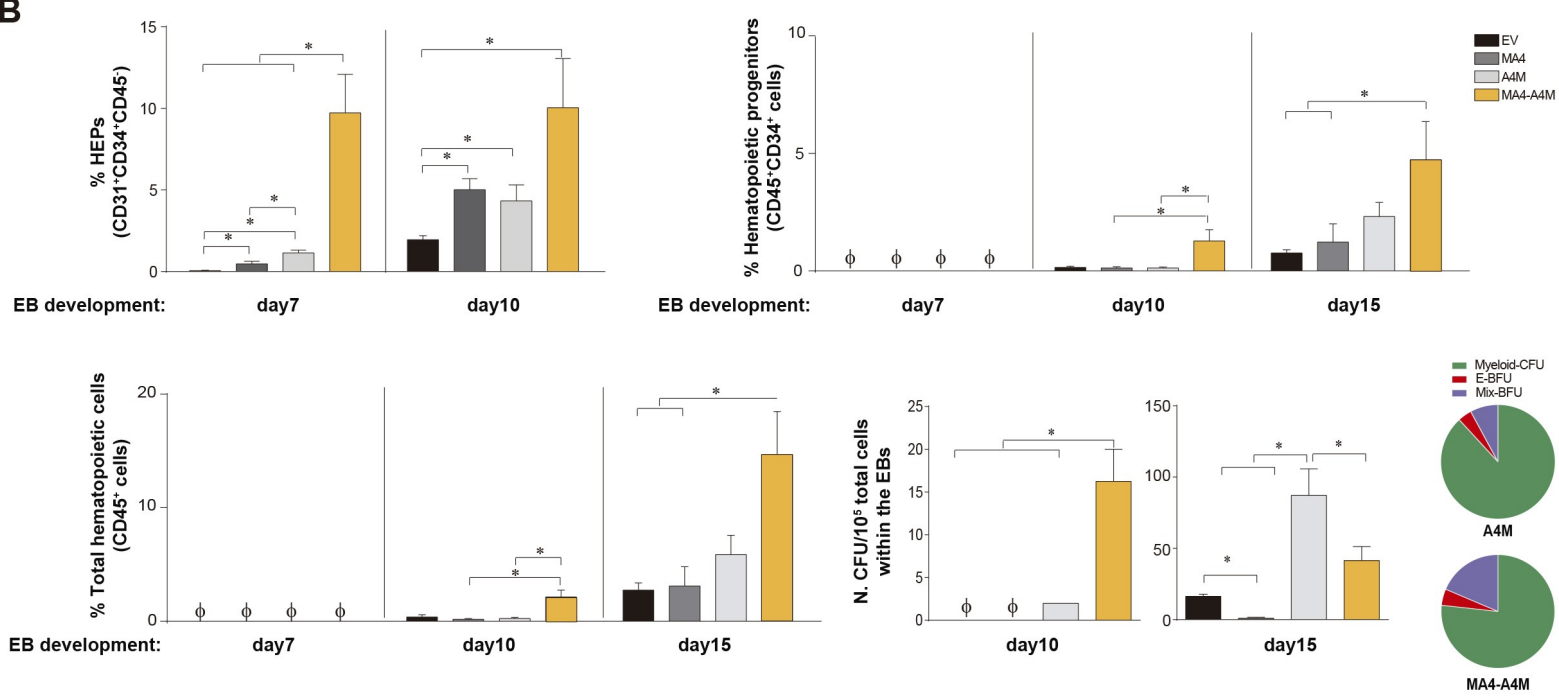 B
15
10
5
0
% HEPs
(CD31⁺CD34⁺CD45⁻)
*
*
*
*
*
*
*
*
EB development:
day7
day10
10
5
0
% Hematopoietic progenitors
(CD45⁺CD34⁺ cells)
ϕ ϕ ϕ ϕ
*
*
*
EB development:
day7
day10
day15
EV
MA4
A4M
MA4-A4M
20
10
0
% Total hematopoietic cells
(CD45⁺ cells)
ϕ ϕ ϕ ϕ
*
*
*
EB development:
day7
day10
day15
25
20
15
10
5
0
N. CFU/10⁵ total cells
within the EBs
ϕ ϕ
*
day10
150
100
50
0
*
*
*
day15
Myeloid-CFU
E-BFU
Mix-BFU
A4M
MA4-A4M